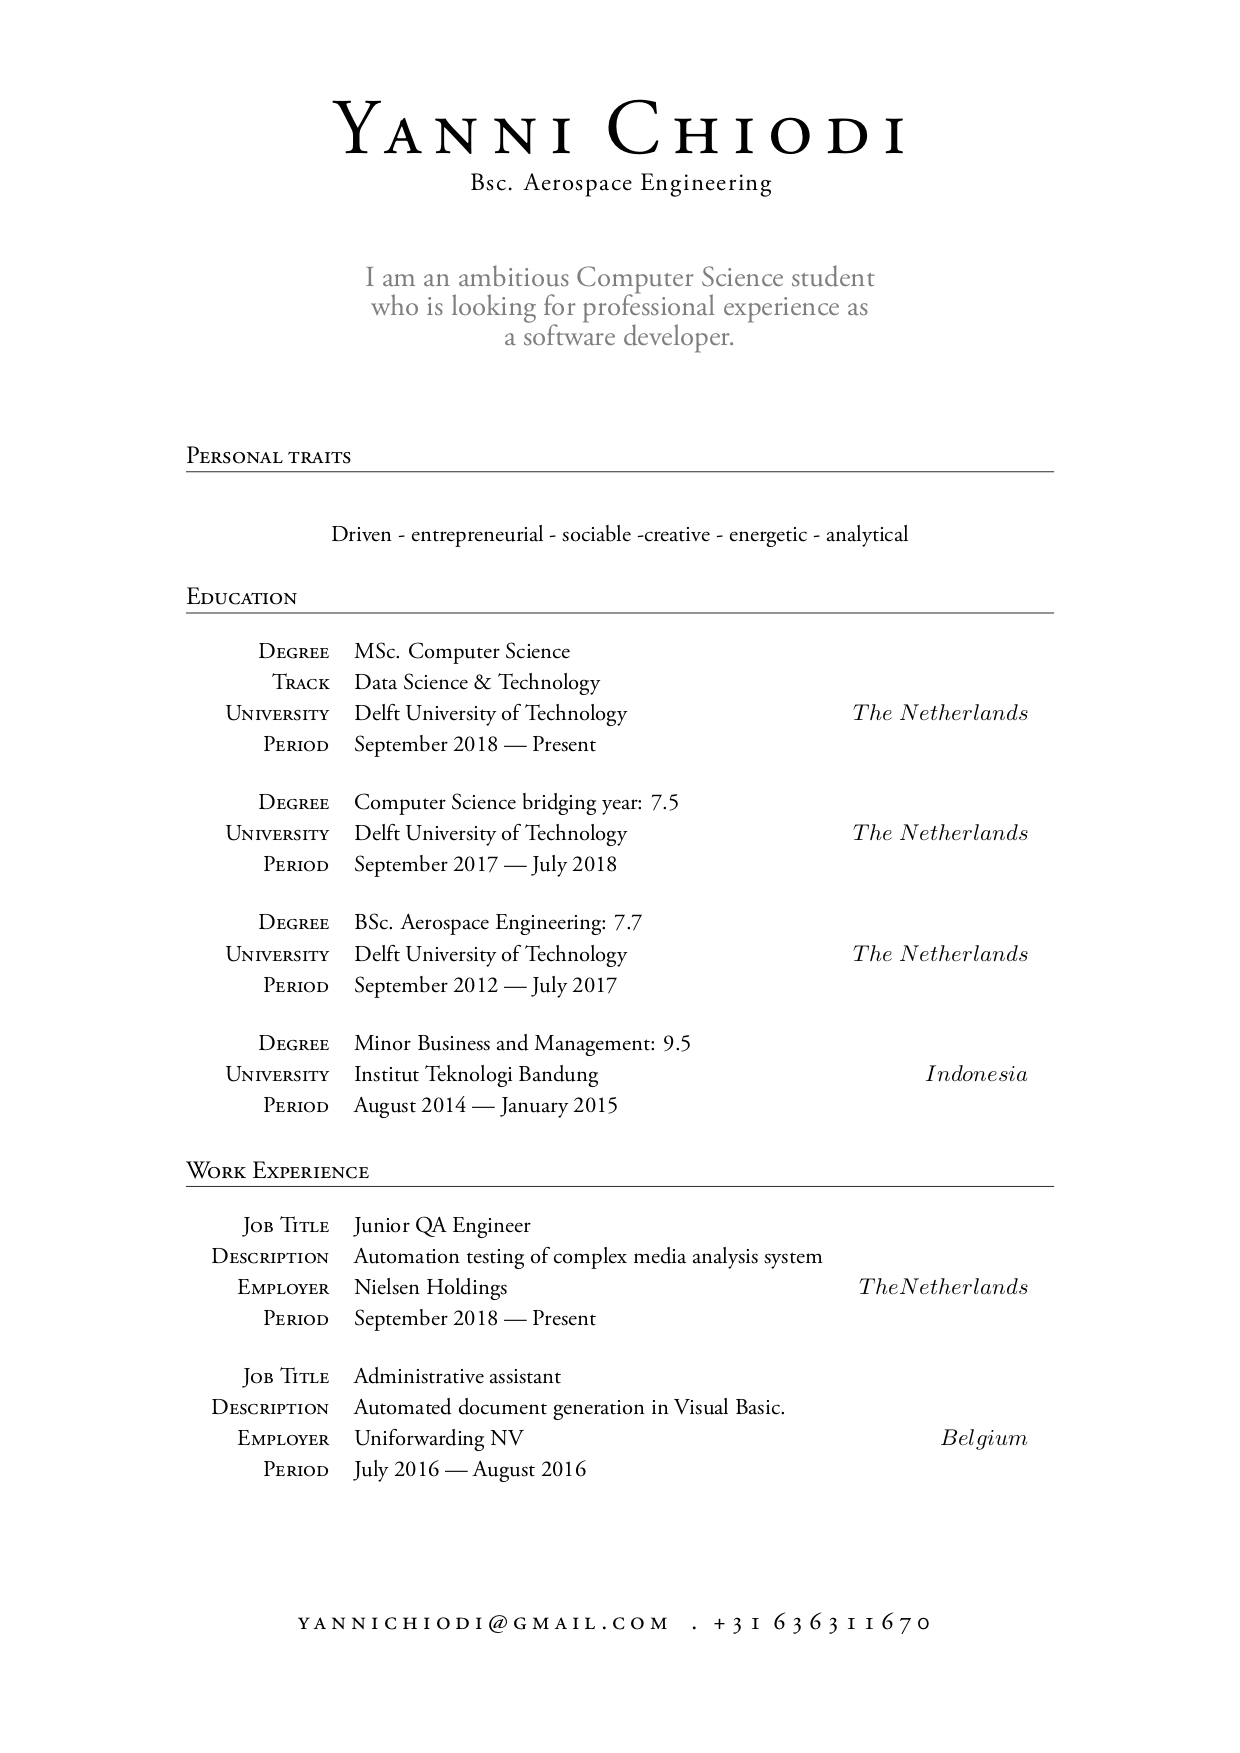 Yanni Chiodi
Bsc. Aerospace Engineering
I am an ambitious Computer Science student
who is looking for professional experience as
a software developer.
Personal traits
Driven - entrepreneurial - sociable -creative - energetic - analytical
Education
Degree MSc. Computer Science
Track Data Science & Technology
University Delft University of Technology The Netherlands
Period September 2018 — Present
Degree Computer Science bridging year: 7.5
University Delft University of Technology The Netherlands
Period September 2017 — July 2018
Degree BSc. Aerospace Engineering: 7.7
University Delft University of Technology The Netherlands
Period September 2012 — July 2017
Degree Minor Business and Management: 9.5
University Institut Teknologi Bandung Indonesia
Period August 2014 — January 2015
Work Experience
Job Title Junior QA Engineer
Description Automation testing of complex media analysis system
Employer Nielsen Holdings TheNetherlands
Period September 2018 — Present
Job Title Administrative assistant
Description Automated document generation in Visual Basic.
Employer Uniforwarding NV Belgium
Period July 2016 — August 2016
yannichiodi@gmail.com . +31 636311670